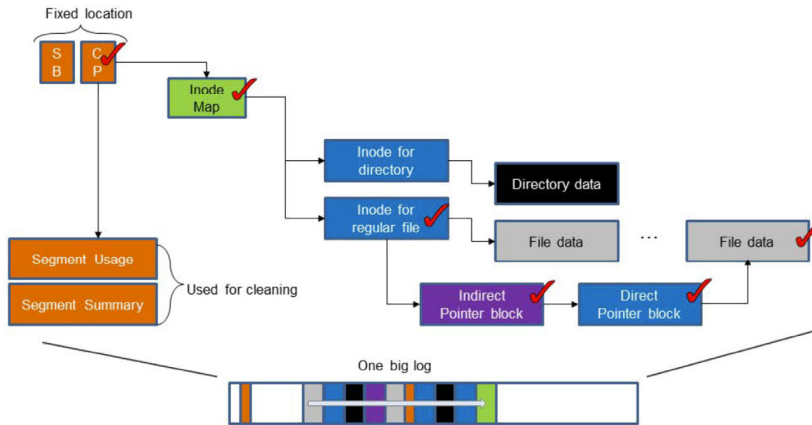 Fixed location
S
B
C
P
Inode
Map
Inode for
directory
Directory data
Inode for
regular file
File data
...
File data
Segment Usage
Segment Summary
Used for cleaning
Indirect
Pointer block
Direct
Pointer block
One big log